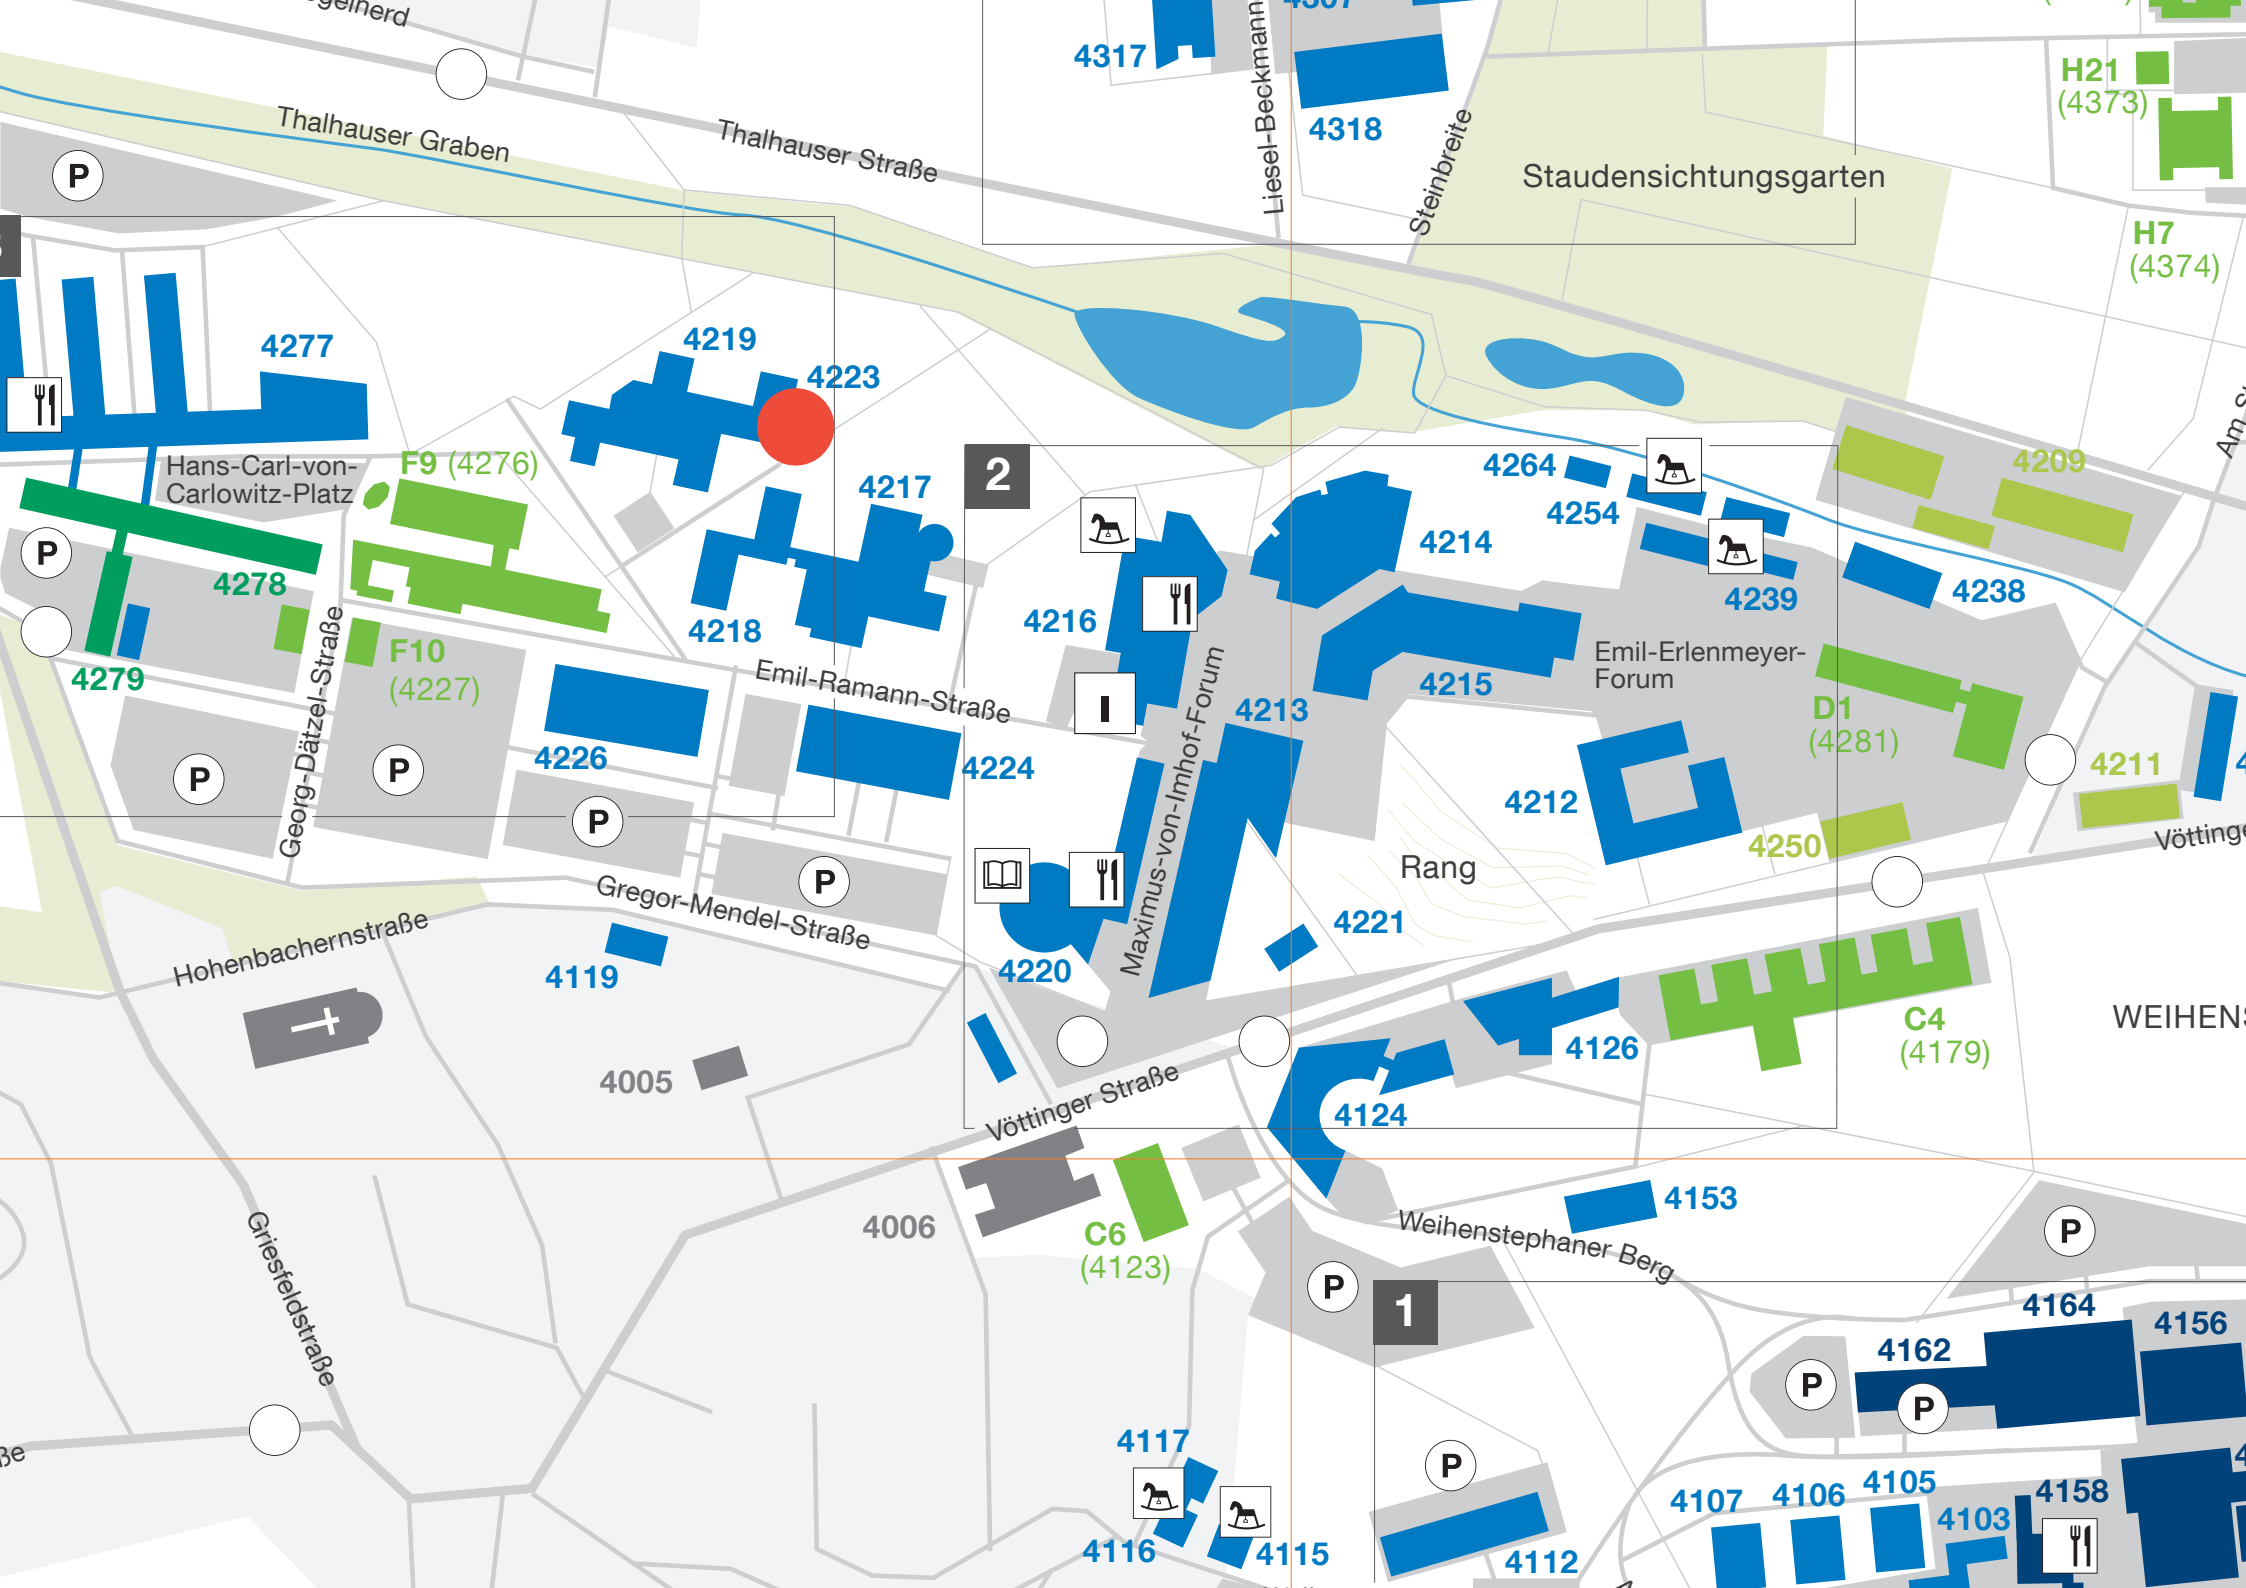 4307
4317
4318
Liesel-Beckmann
Steinbreite
H21
(4373)
H7
(4374)
Thalhauser Graben
Thalhauser Straße
Staudensichtungsgarten
P
4277
4219
4223
Hans-Carl-von-
Carlowitz-Platz
F9 (4276)
4217
2
4264
4254
4209
4214
P
4278
4216
4218
4239
4238
4279
F10
(4227)
Georg-Dätzel-Straße
Emil-Ramann-Straße
Emil-Erlenmeyer-
Forum
4215
4213
D1
(4281)
P
P
4226
4224
Maximus-von-Imhof-Forum
4212
4211
P
4250
Vöttinge
P
Rang
Gregor-Mendel-Straße
4221
Hohenbachernstraße
4119
4220
WEIHENS
C4
(4179)
4126
4005
Vöttinger Straße
4124
4153
4006
C6
(4123)
Weihenstephaner Berg
P
P
Griesfeldstraße
1
4164
4156
4162
P
P
4117
P
4107
4106
4105
4158
4103
4116
4115
4112